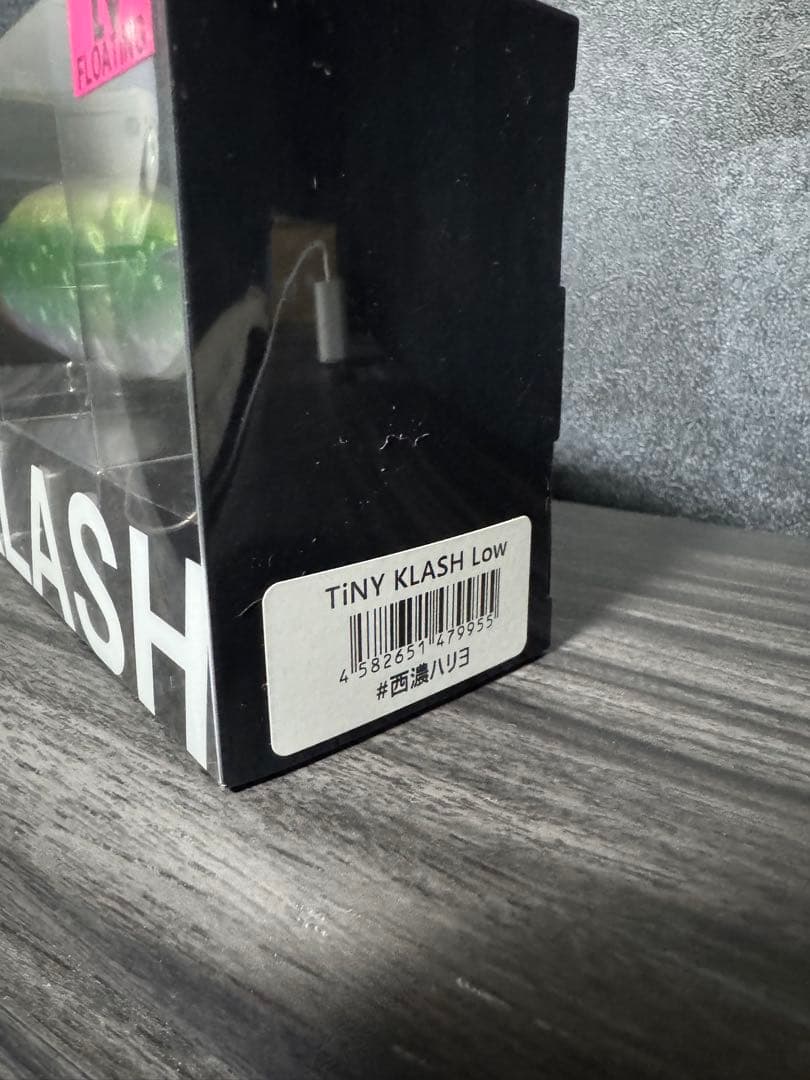 FLOATING
LASH
TiNY KLASH Low
4 582651 479955
#西濃ハリヨ